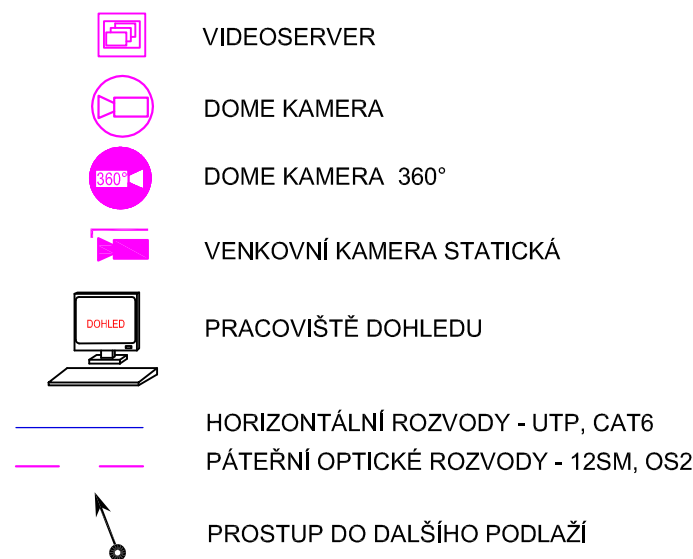 VIDEOSERVER
DOME KAMERA
360° DOME KAMERA 360°
VENKOVNÍ KAMERA STATICKÁ
DOHLED PRACOVIŠTĚ DOHLEDU
HORIZONTÁLNÍ ROZVODY - UTP, CAT6
PÁTEŘNÍ OPTICKÉ ROZVODY - 12SM, OS2
PROSTUP DO DALŠÍHO PODLAŽÍ